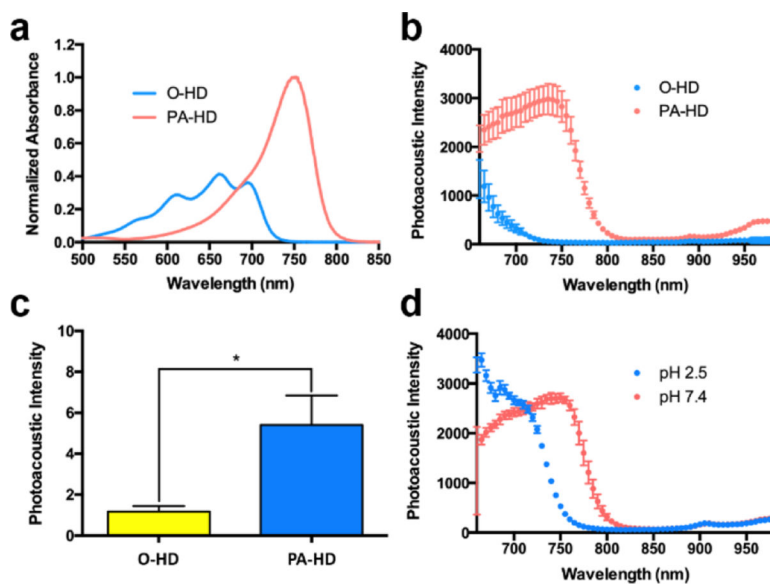 a
1.2
1.0
0.8
0.6
0.4
0.2
0.0
Normalized Absorbance
O-HD
PA-HD
500 550 600 650 700 750 800 850
Wavelength (nm)
b
4000
3000
2000
1000
0
Photoacoustic Intensity
O-HD
PA-HD
700 750 800 850 900 950
Wavelength (nm)
c
10
8
6
4
2
0
Photoacoustic Intensity
*
O-HD PA-HD
d
4000
3000
2000
1000
0
Photoacoustic Intensity
pH 2.5
pH 7.4
700 750 800 850 900 950
Wavelength (nm)